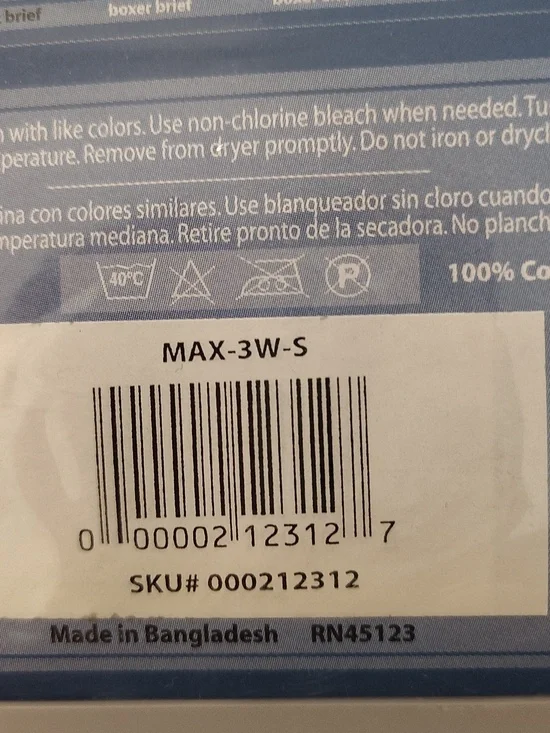 brief boxer brief
with like colors. Use non-chlorine bleach when needed. Tu
perature. Remove from dryer promptly. Do not iron or drycl
ina con colores similares. Use blanqueador sin cloro cuando
mperatura mediana. Retire pronto de la secadora. No planch
40°C P 100% Co
MAX-3W-S
0 00002 12312 7
SKU# 000212312
Made in Bangladesh RN45123